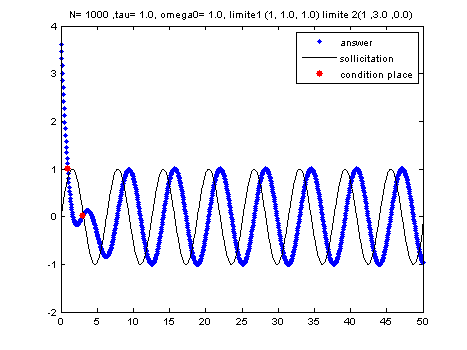 N= 1000 ,tau= 1.0, omega0= 1.0, limite1 (1, 1.0, 1.0) limite 2(1 ,3.0 ,0.0)
4
answer
sollicitation
condition place
3
2
1
0
-1
-2
0 5 10 15 20 25 30 35 40 45 50